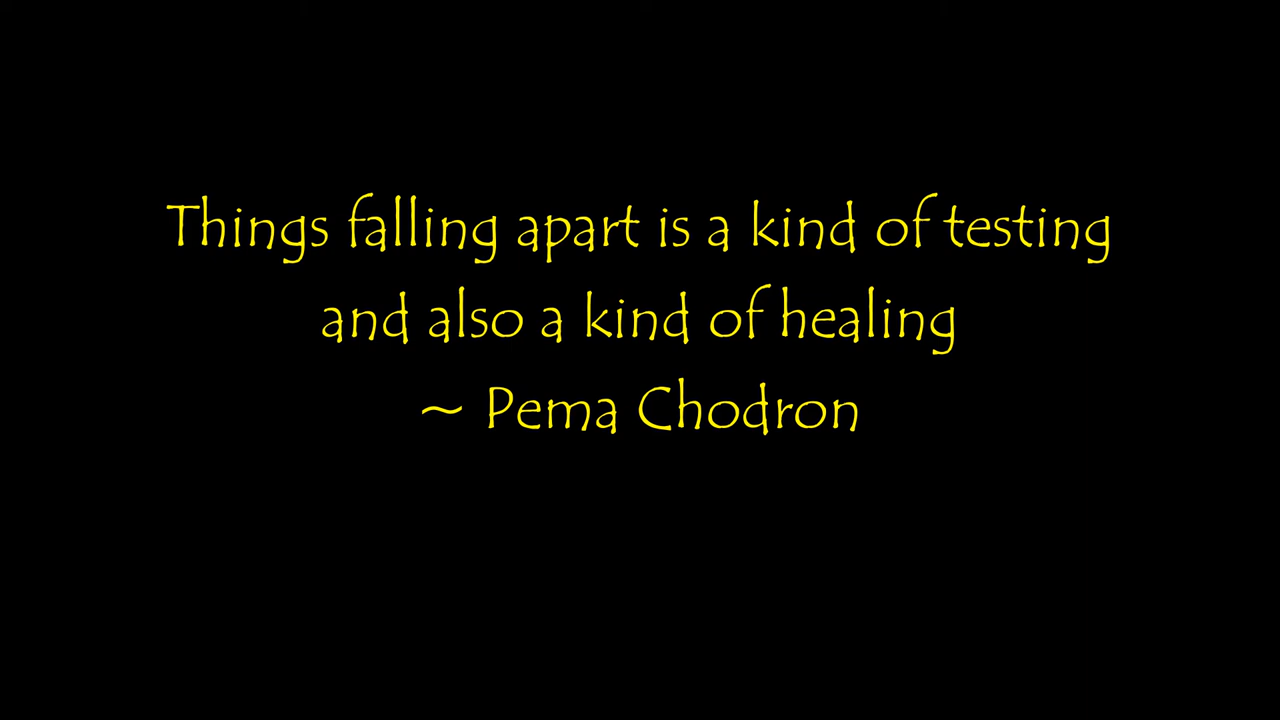 Things falling apart is a kind of testing
and also a kind of healing
~ Pema Chodron